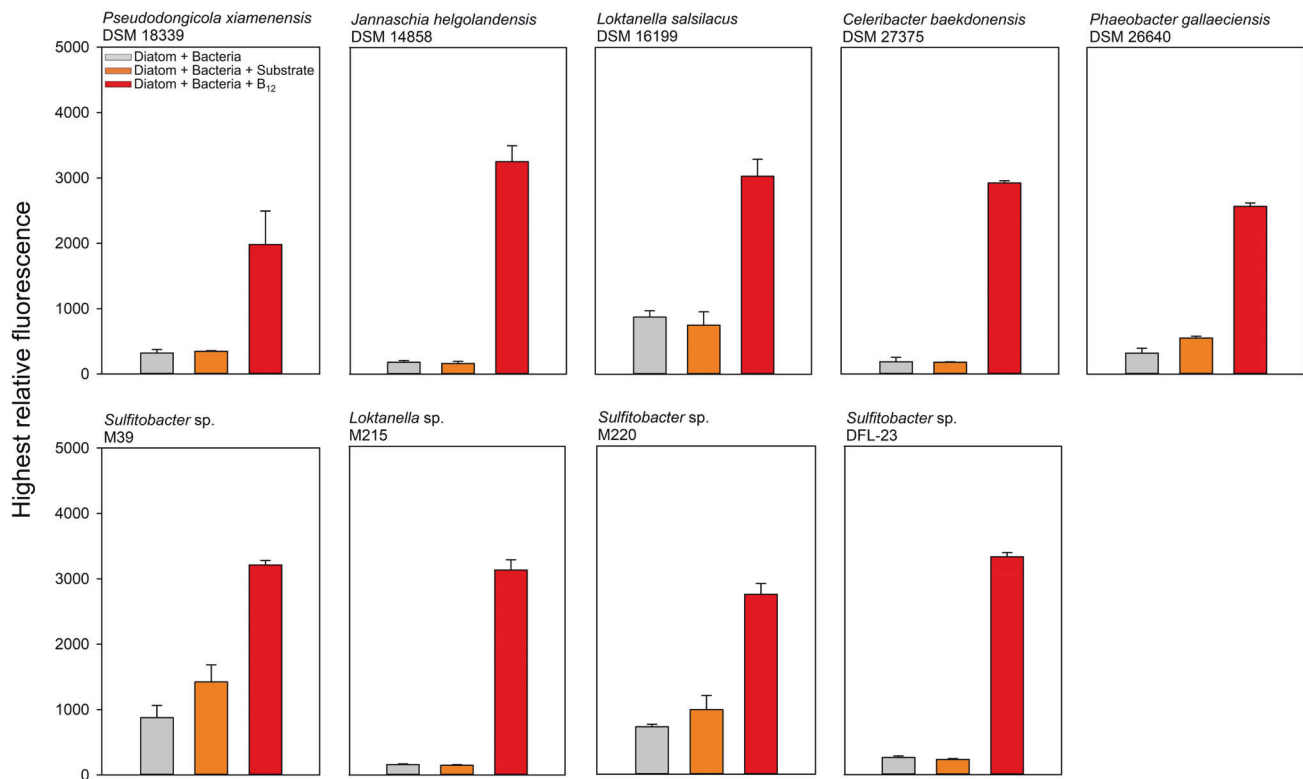 Pseudodongicola xiamenensis
DSM 18339
Jannaschia helgolandensis
DSM 14858
Loktanella salsilacus
DSM 16199
Celeribacter baekdonensis
DSM 27375
Phaeobacter gallaeciensis
DSM 26640
Diatom + Bacteria
Diatom + Bacteria + Substrate
Diatom + Bacteria + B₁₂
5000
4000
3000
2000
1000
0
Highest relative fluorescence
Sulfitobacter sp.
M39
Loktanella sp.
M215
Sulfitobacter sp.
M220
Sulfitobacter sp.
DFL-23
5000
4000
3000
2000
1000
0